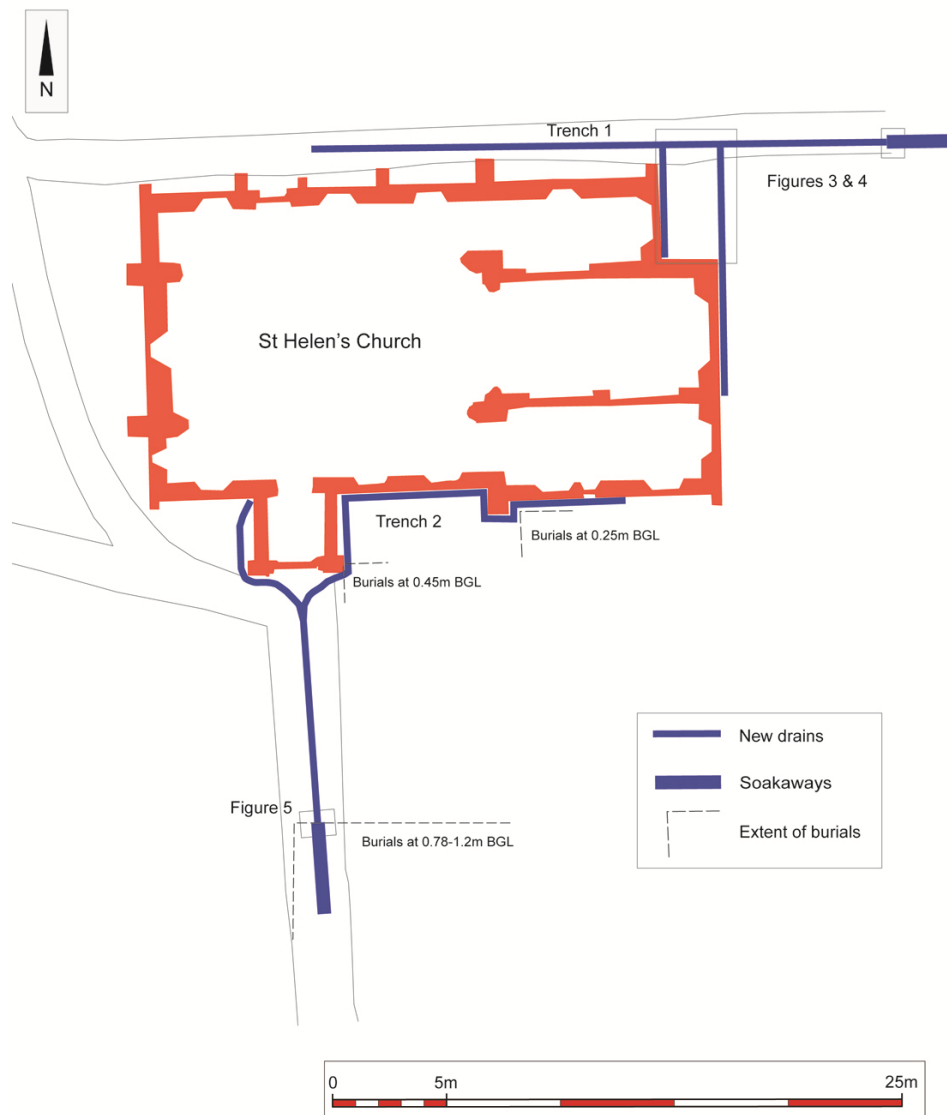 N
Trench 1
Figures 3 & 4
St Helen's Church
Trench 2
Burials at 0.25m BGL
Burials at 0.45m BGL
New drains
Soakaways
Figure 5
Extent of burials
Burials at 0.78-1.2m BGL
0 5m 25m